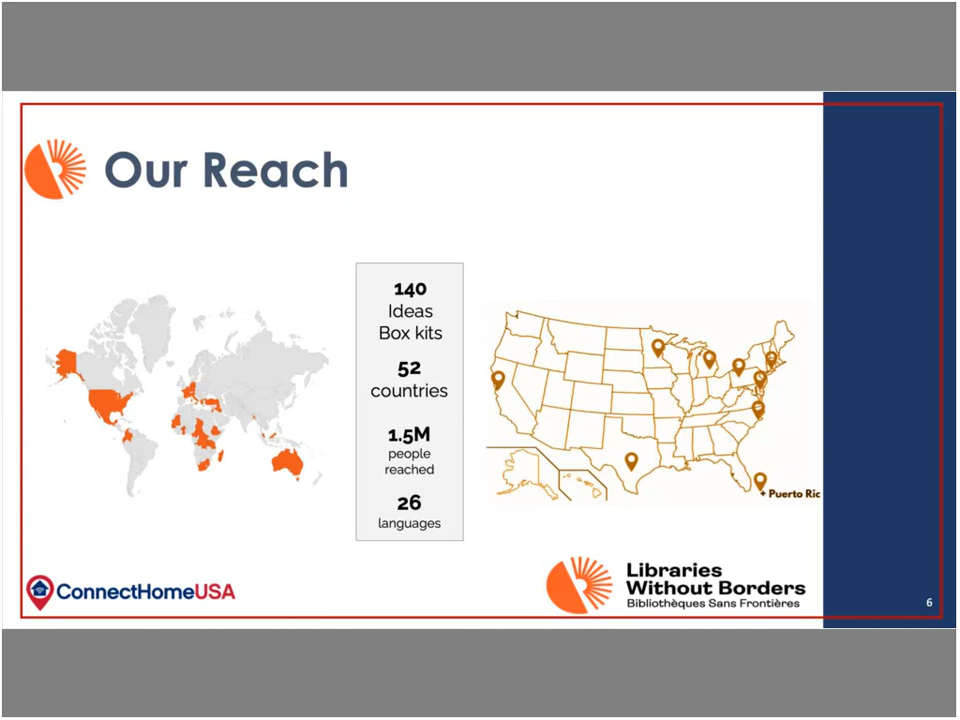 Our Reach
140
Ideas
Box kits
52
countries
1.5M
people
reached
26
languages
+ Puerto Ric
ConnectHomeUSA
Libraries
Without Borders
Bibliothèques Sans Frontières
6